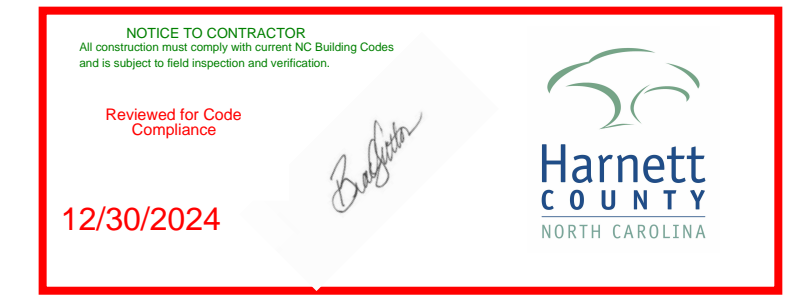 NOTICE TO CONTRACTOR
All construction must comply with current NC Building Codes
and is subject to field inspection and verification.
Reviewed for Code
Compliance
12/30/2024
Harnett
COUNTY
NORTH CAROLINA